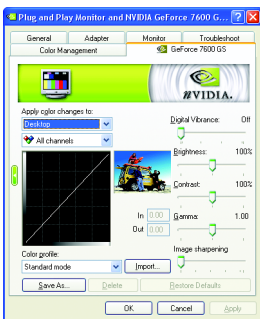 Plug and Play Monitor and NVIDIA GeForce 7600 G...
General Adapter Monitor Troubleshoot
Color Management GeForce 7600 GS
NVIDIA.
Apply color changes to:
Desktop
All channels
Digital Vibrance: Off
Brightness: 100%
Contrast: 100%
In 0.00 Gamma: 1.00
Out 0.00
Image sharpening
Color profile:
Standard mode Import...
Save As... Delete Restore Defaults
OK Cancel Apply